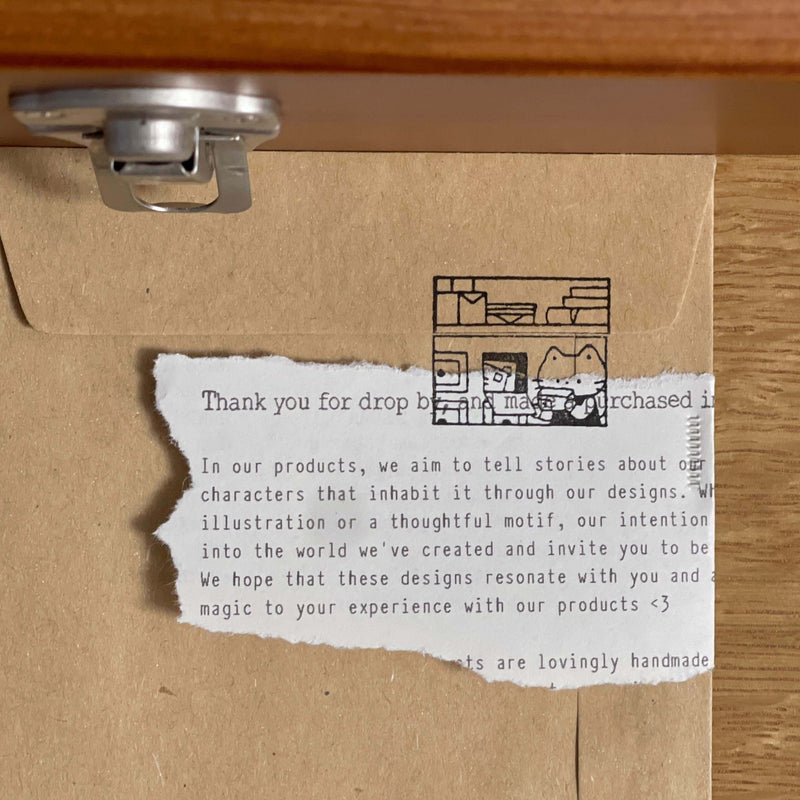 Thank you for drop by, and made a purchased
In our products, we aim to tell stories about our
characters that inhabit it through our designs.
illustration or a thoughtful motif, our intention
into the world we've created and invite you to be
We hope that these designs resonate with you and
magic to your experience with our products <3
are lovingly handmade